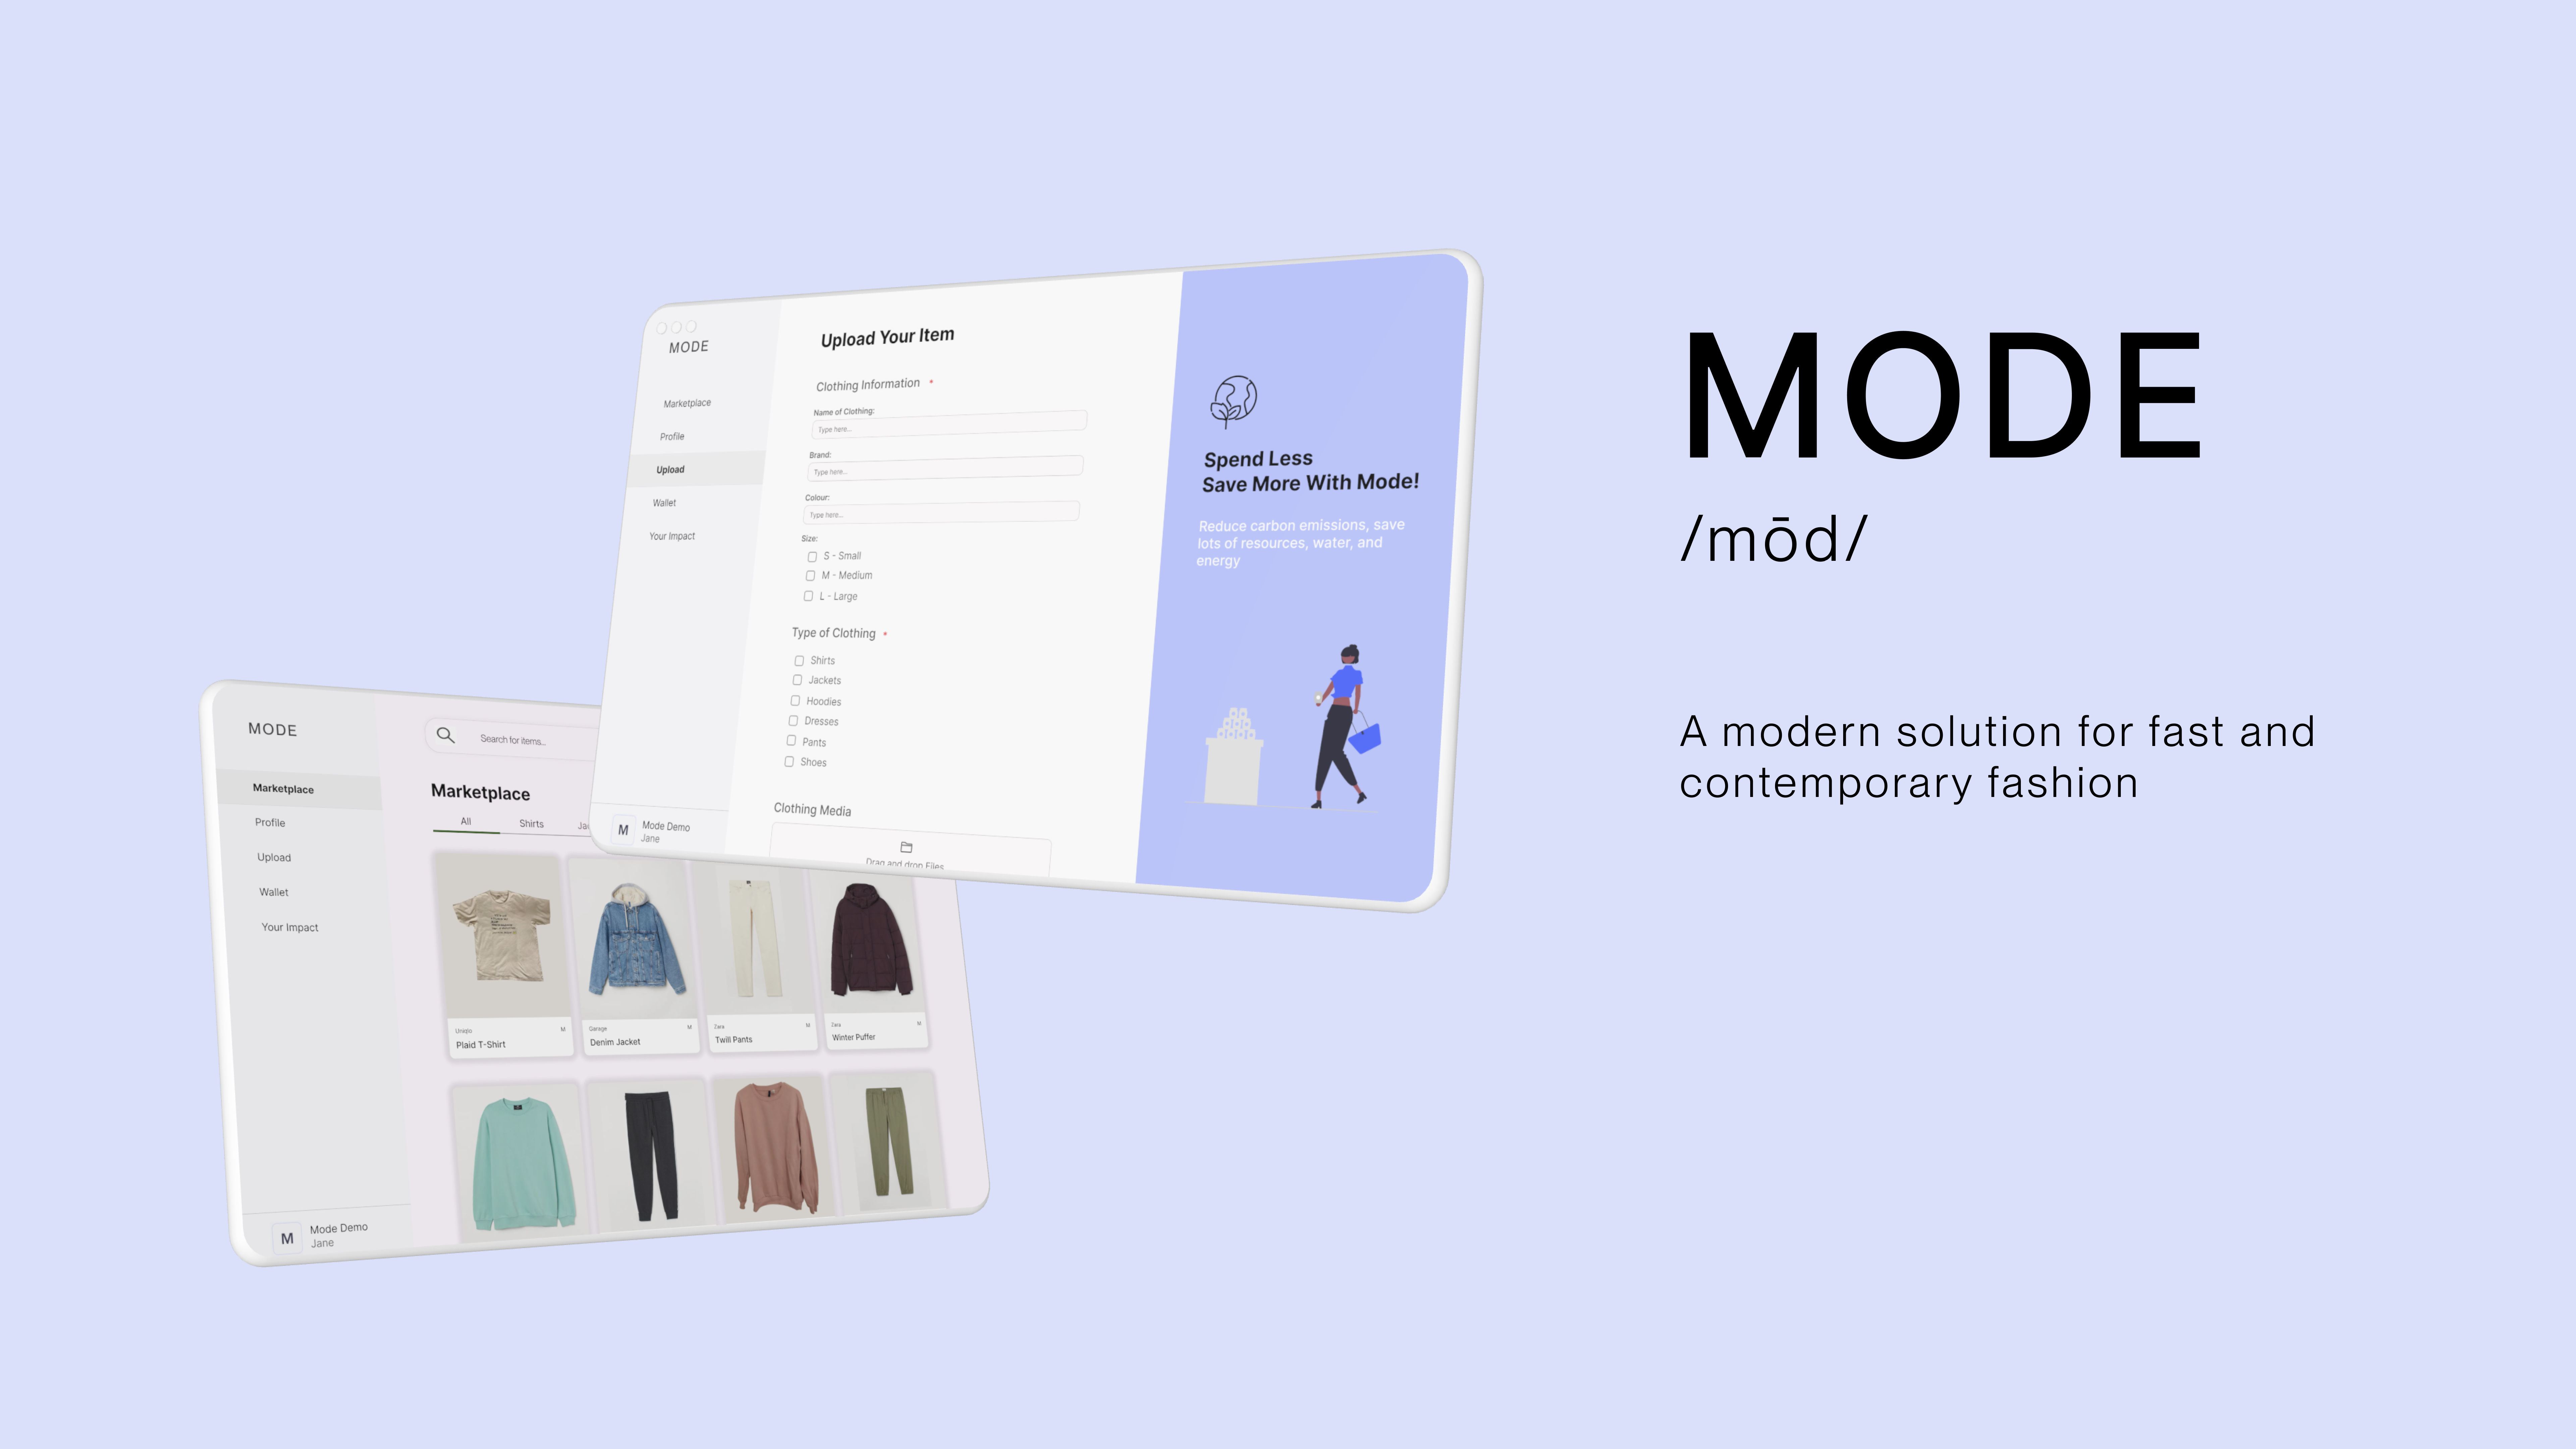 MODE
/mōd/
A modern solution for fast and
contemporary fashion
MODE
Marketplace
Profile
Upload
Wallet
Your Impact
M
Mode Demo
Jane
Upload Your Item
Clothing Information *
Name of Clothing:
Type here...
Brand:
Type here...
Colour:
Type here...
Size:
S - Small
M - Medium
L - Large
Type of Clothing *
Shirts
Jackets
Hoodies
Dresses
Pants
Shoes
Clothing Media
Drag and drop Files
Spend Less
Save More With Mode!
Reduce carbon emissions, save
lots of resources, water, and
energy
MODE
Marketplace
Profile
Upload
Wallet
Your Impact
M
Mode Demo
Jane
Search for items...
Marketplace
All Shirts
Uniqlo M
Plaid T-Shirt
Garage M
Denim Jacket
Zara M
Twill Pants
Zara M
Winter Puffer